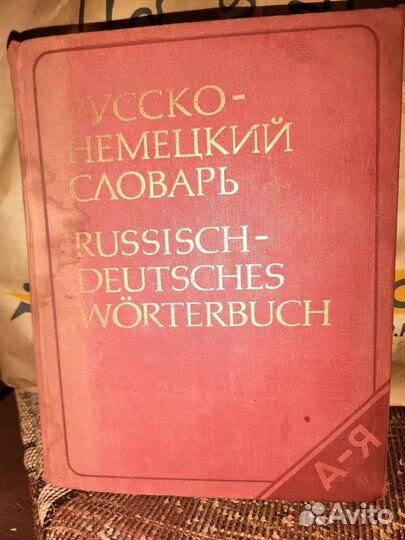 РУССКО-
НЕМЕЦКИЙ
СЛОВАРЬ
RUSSISCH-
DEUTSCHES
WÖRTERBUCH
А-Я
Avito